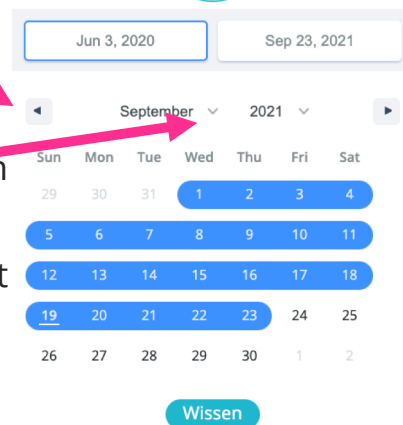 Jun 3, 2020 Sep 23, 2021
September 2021
Sun Mon Tue Wed Thu Fri Sat
29 30 31 1 2 3 4
5 6 7 8 9 10 11
12 13 14 15 16 17 18
19 20 21 22 23 24 25
26 27 28 29 30 1 2
Wissen